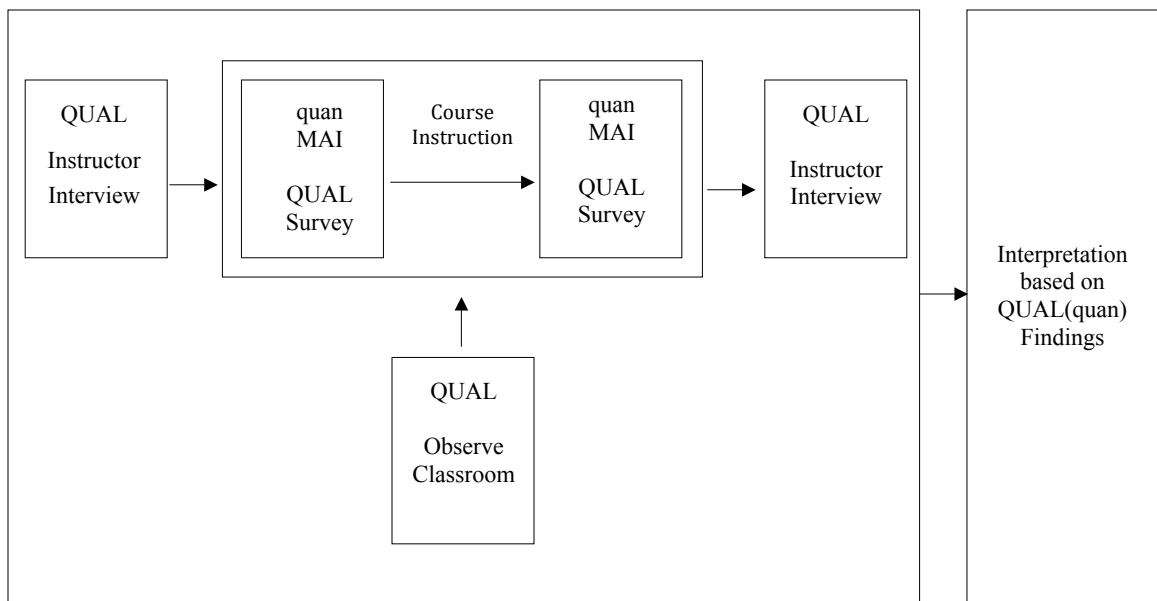 QUAL
Instructor
Interview
quan
MAI
QUAL
Survey
Course
Instruction
quan
MAI
QUAL
Survey
QUAL
Instructor
Interview
QUAL
Observe
Classroom
Interpretation
based on
QUAL(quan)
Findings